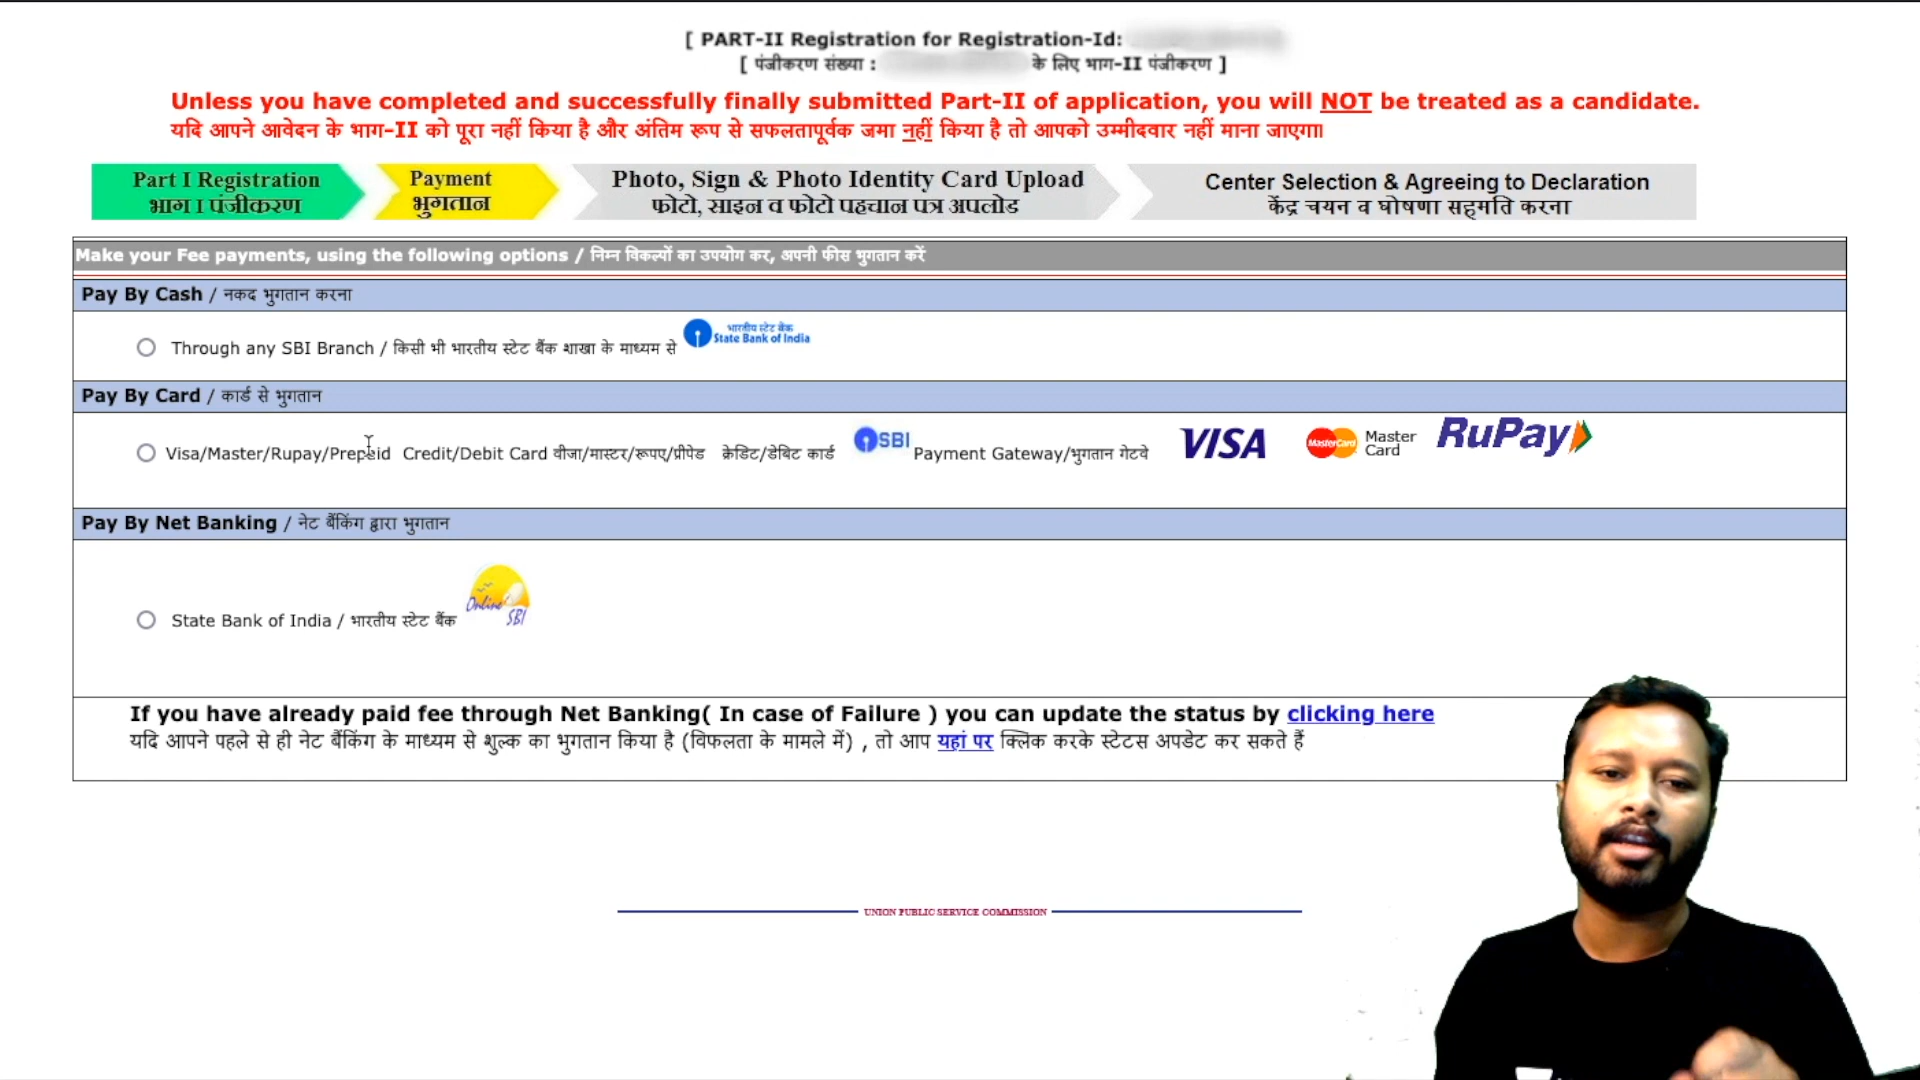 [ PART-II Registration for Registration-Id:
[ पंजीकरण संख्या : के लिए भाग-II पंजीकरण ]
Unless you have completed and successfully finally submitted Part-II of application, you will NOT be treated as a candidate.
यदि आपने आवेदन के भाग-II को पूरा नहीं किया है और अंतिम रूप से सफलतापूर्वक जमा नहीं किया है तो आपको उम्मीदवार नहीं माना जाएगा।
Part I Registration
भाग I पंजीकरण
Payment
भुगतान
Photo, Sign & Photo Identity Card Upload
फोटो, साइन व फोटो पहचान पत्र अपलोड
Center Selection & Agreeing to Declaration
केंद्र चयन व घोषणा सहमति करना
Make your Fee payments, using the following options / निम्न विकल्पों का उपयोग कर, अपनी फीस भुगतान करें
Pay By Cash / नकद भुगतान करना
Through any SBI Branch / किसी भी भारतीय स्टेट बैंक शाखा के माध्यम से
भारतीय स्टेट बैंक
State Bank of India
Pay By Card / कार्ड से भुगतान
Visa/Master/Rupay/Prepaid Credit/Debit Card वीजा/मास्टर/रूपए/प्रीपेड क्रेडिट/डेबिट कार्ड SBI Payment Gateway/भुगतान गेटवे VISA MasterCard Master Card RuPay
Pay By Net Banking / नेट बैंकिंग द्वारा भुगतान
State Bank of India / भारतीय स्टेट बैंक
Online SBI
If you have already paid fee through Net Banking( In case of Failure ) you can update the status by clicking here
यदि आपने पहले से ही नेट बैंकिंग के माध्यम से शुल्क का भुगतान किया है (विफलता के मामले में) , तो आप यहां पर क्लिक करके स्टेटस अपडेट कर सकते हैं
UNION PUBLIC SERVICE COMMISSION